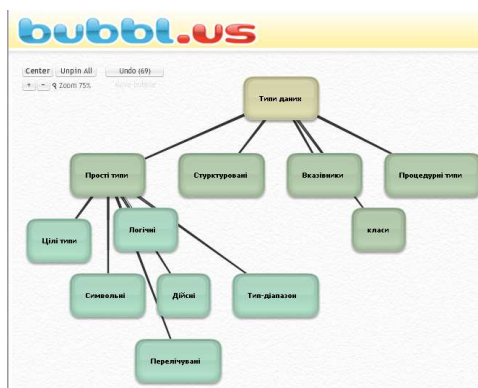 bubbl.us
Center Unpin All Undo (69)
+ - Zoom 75%
Типи даних
Прості типи
Стурктуровані
Вказівники
Процедурні типи
Цілі типи
Логічні
класи
Символьні
Дійсні
Тип-діапазон
Перелічувані